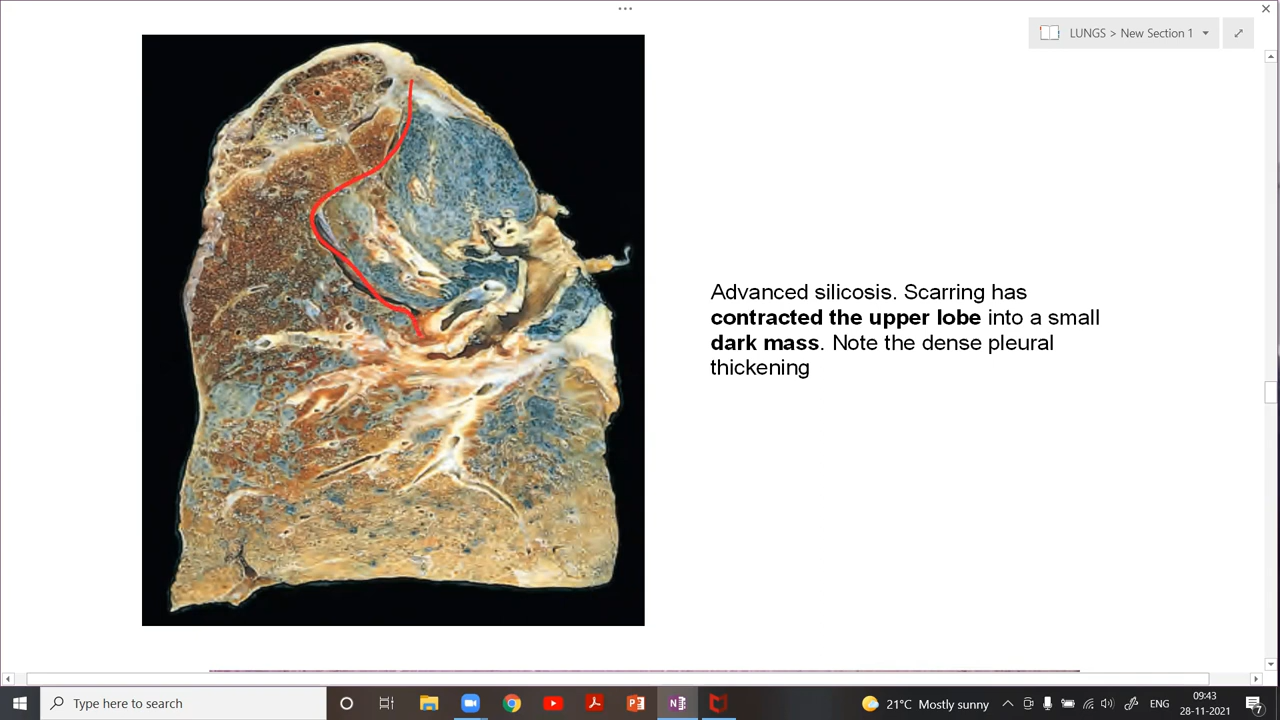 LUNGS > New Section 1
Advanced silicosis. Scarring has
contracted the upper lobe into a small
dark mass. Note the dense pleural
thickening
Type here to search
21°C Mostly sunny
ENG
09:43
28-11-2021
7